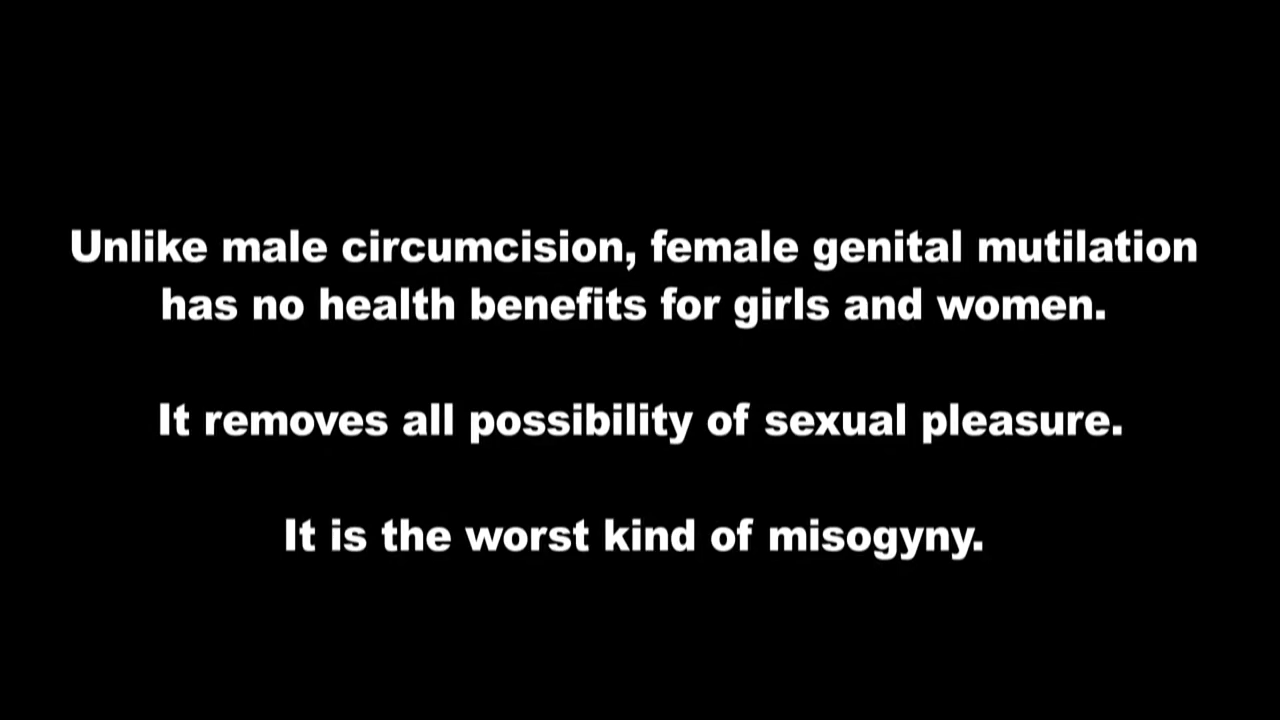 Unlike male circumcision, female genital mutilation
has no health benefits for girls and women.
It removes all possibility of sexual pleasure.
It is the worst kind of misogyny.